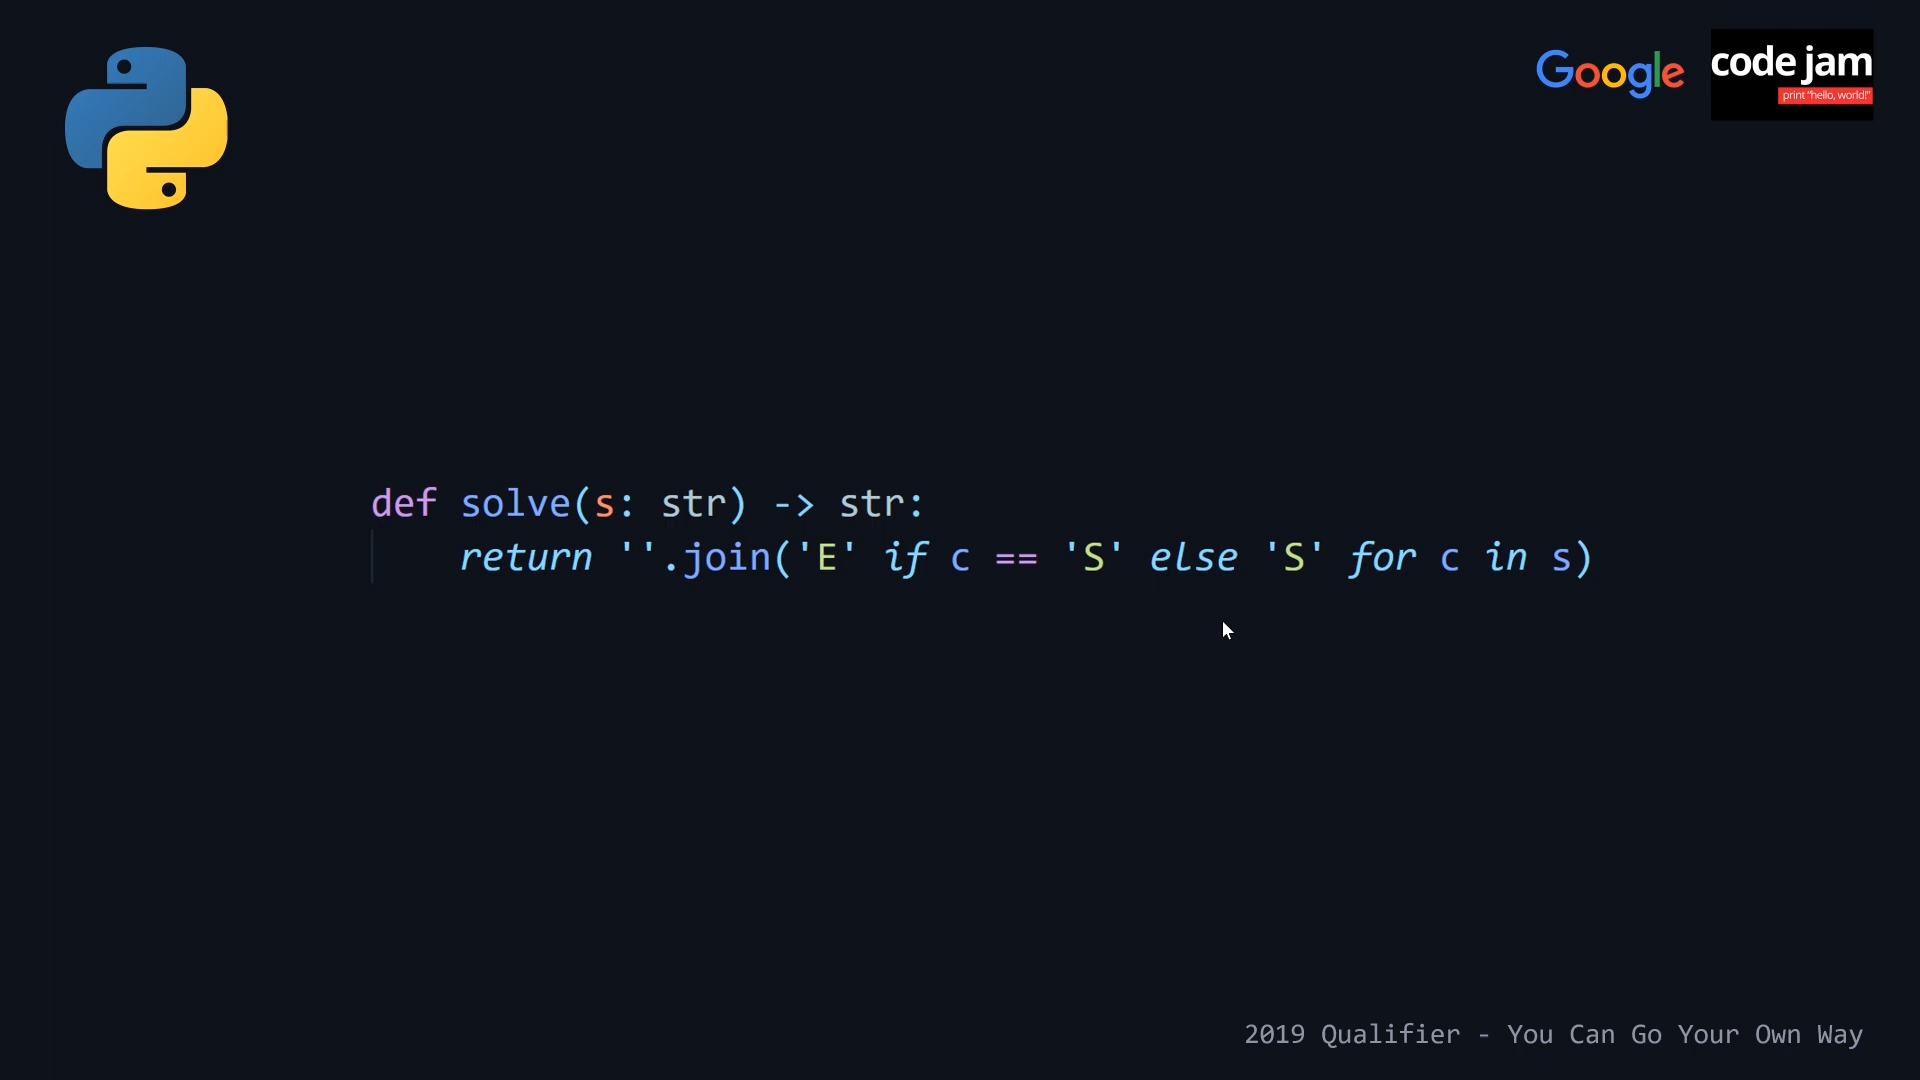 Google
code jam
print "hello, world!"
def solve(s: str) -> str:
    return ''.join('E' if c == 'S' else 'S' for c in s)
2019 Qualifier - You Can Go Your Own Way